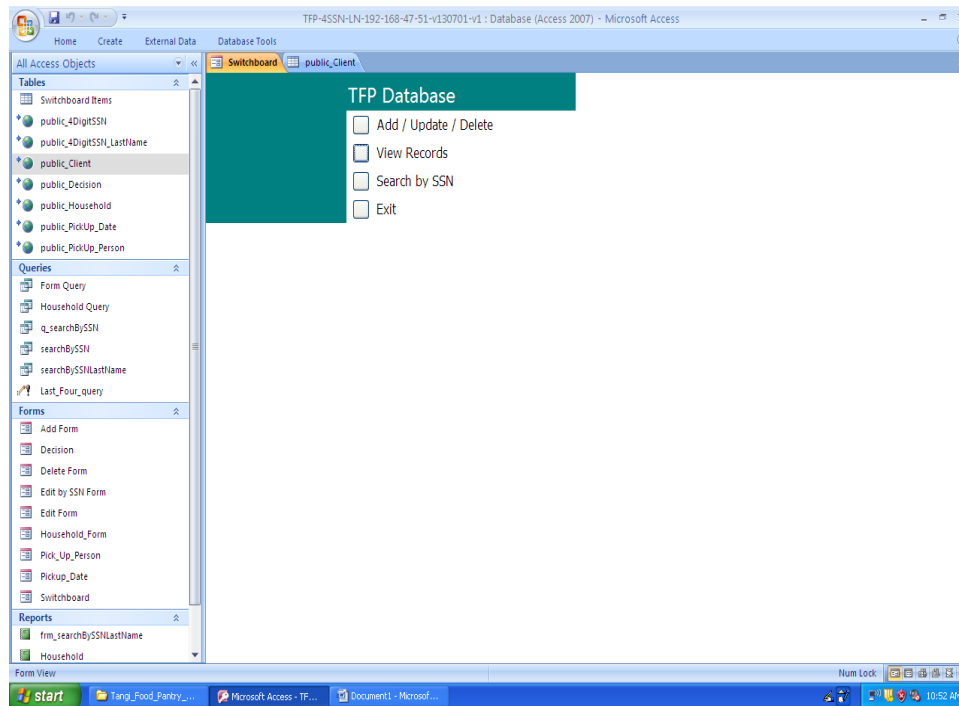 TFP-4SSN-LN-192-168-47-51-v130701-v1 : Database (Access 2007) - Microsoft Access
Home Create External Data Database Tools
All Access Objects
Switchboard public_Client
Tables
Switchboard Items
public_4DigitSSN
public_4DigitSSN_LastName
public_Client
public_Decision
public_Household
public_PickUp_Date
public_PickUp_Person
Queries
Form Query
Household Query
q_searchBySSN
searchBySSN
searchBySSNLastName
Last_Four_query
Forms
Add Form
Decision
Delete Form
Edit by SSN Form
Edit Form
Household_Form
Pick_Up_Person
Pickup_Date
Switchboard
Reports
frm_searchBySSNLastName
Household
TFP Database
Add / Update / Delete
View Records
Search by SSN
Exit
Form View Num Lock
start Tangi_Food_Pantry_... Microsoft Access - TF... Document1 - Microsof... 10:52 AM